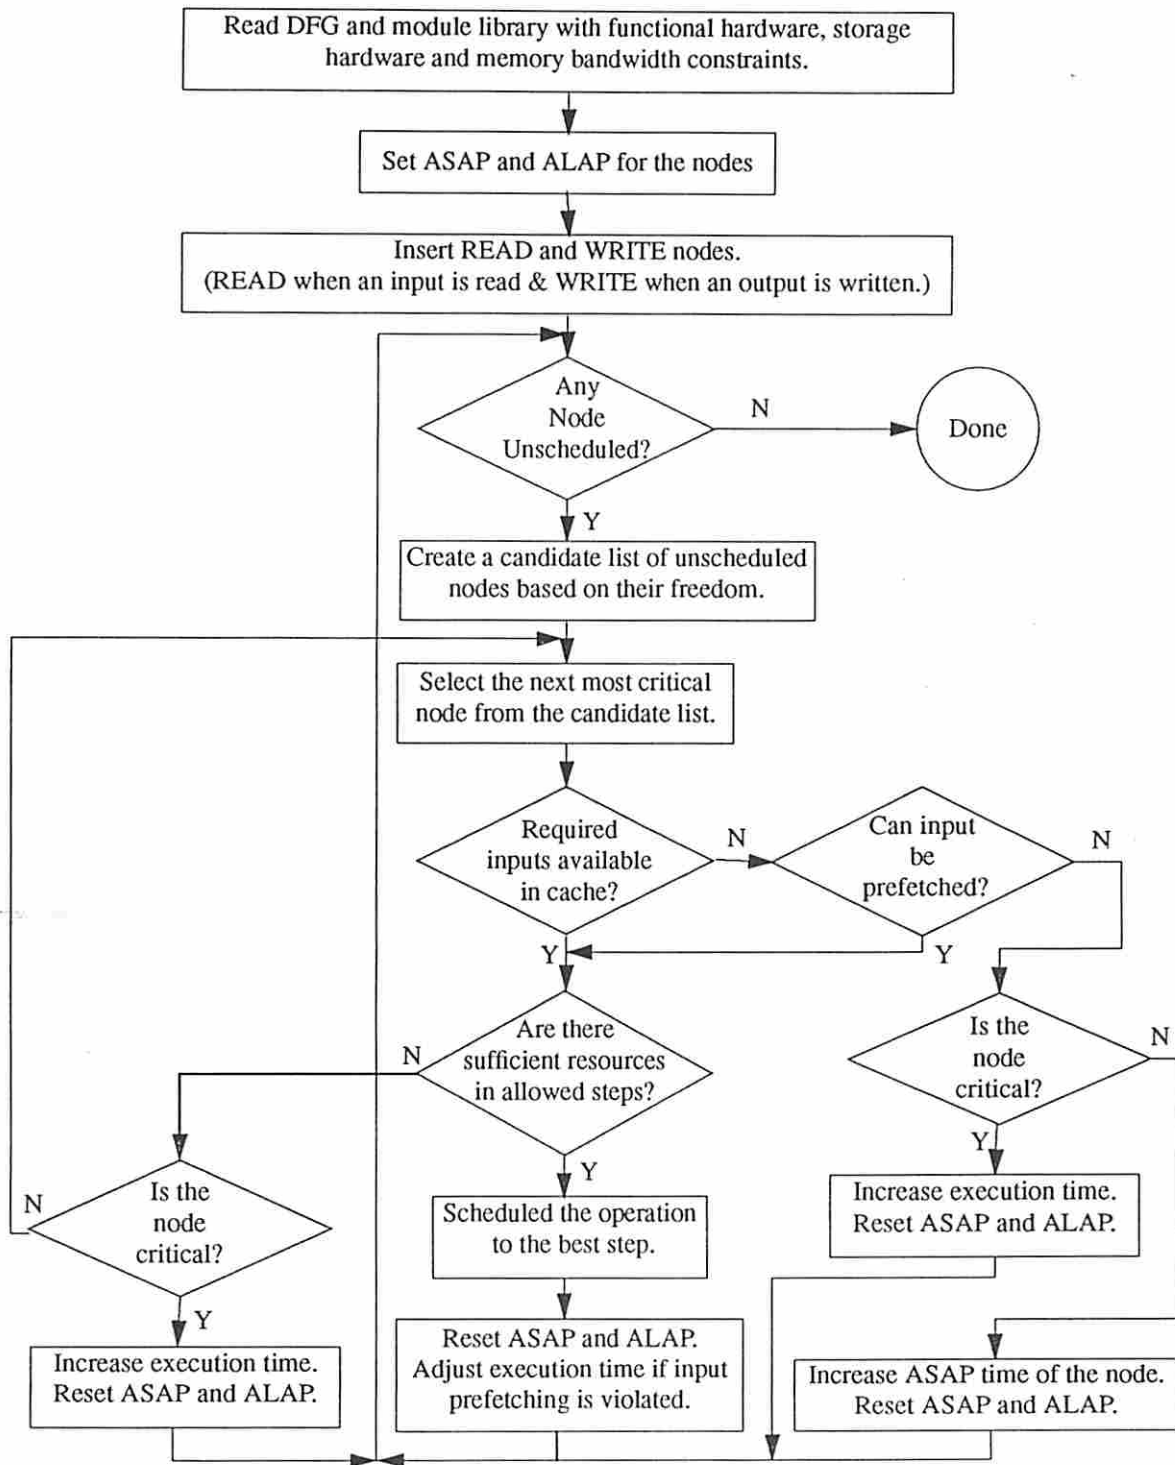 Read DFG and module library with functional hardware, storage
hardware and memory bandwidth constraints.
Set ASAP and ALAP for the nodes
Insert READ and WRITE nodes.
(READ when an input is read & WRITE when an output is written.)
Any
Node
Unscheduled?
N
Done
Y
Create a candidate list of unscheduled
nodes based on their freedom.
Select the next most critical
node from the candidate list.
Required
inputs available
in cache?
N
Can input
be
prefetched?
N
Y
Y
Are there
sufficient resources
in allowed steps?
N
Is the
node
critical?
N
Y
Y
Is the
node
critical?
N
Scheduled the operation
to the best step.
Increase execution time.
Reset ASAP and ALAP.
Y
Increase execution time.
Reset ASAP and ALAP.
Reset ASAP and ALAP.
Adjust execution time if input
prefetching is violated.
Increase ASAP time of the node.
Reset ASAP and ALAP.